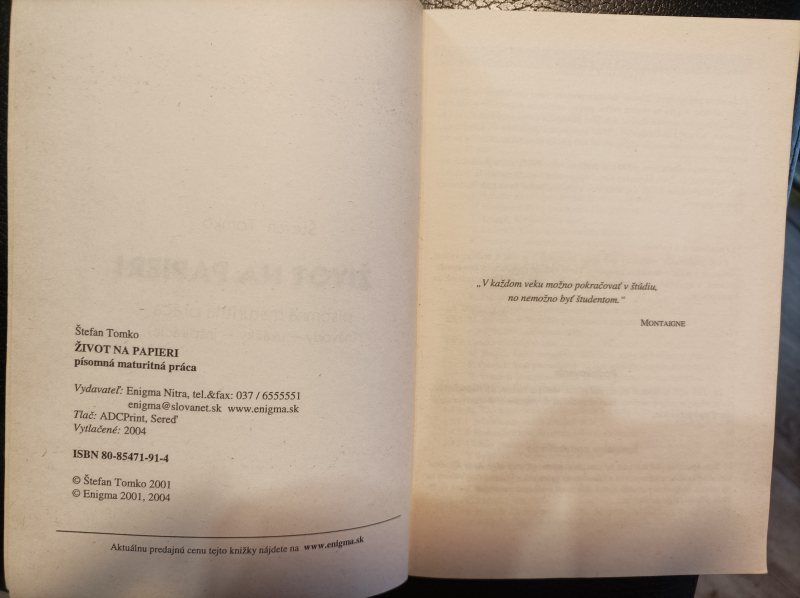 Štefan Tomko
ŽIVOT NA PAPIERI
písomná maturitná práca
Vydavateľ: Enigma Nitra, tel.&fax: 037 / 6555551
enigma@slovanet.sk www.enigma.sk
Tlač: ADCPrint, Sereď
Vytlačené: 2004
ISBN 80-85471-91-4
© Štefan Tomko 2001
© Enigma 2001, 2004
Aktuálnu predajnú cenu tejto knižky nájdete na www.enigma.sk
„V každom veku možno pokračovať v štúdiu,
no nemožno byť študentom.“
MONTAIGNE